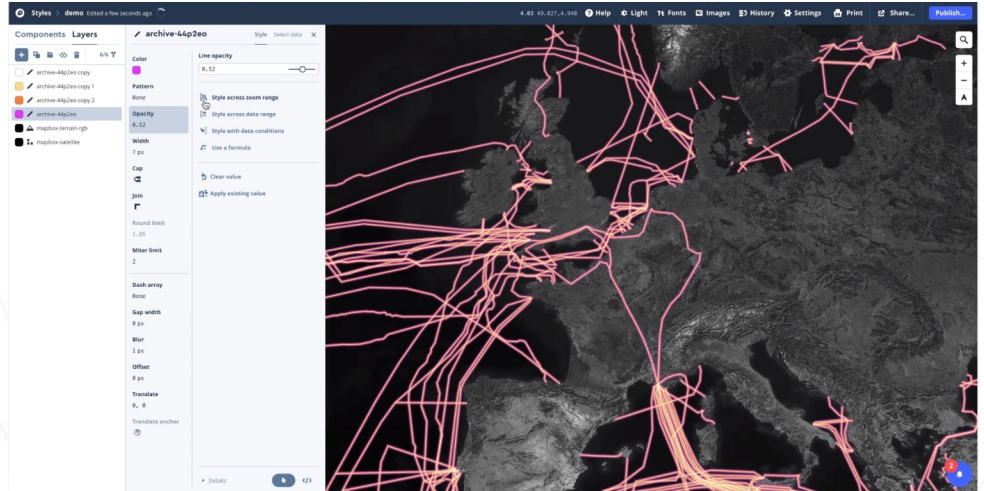 Styles > demo Edited a few seconds ago
4.03 49.827,4.940 Help Light Fonts Images History Settings Print Share... Publish...
Components Layers
6/6
archive-44p2eo copy
archive-44p2eo copy 1
archive-44p2eo copy 2
archive-44p2eo
mapbox-terrain-rgb
mapbox-satellite
archive-44p2eo
Style Select data
Color
Pattern
None
Opacity
0.52
Width
7 px
Cap
Join
Round limit
1.05
Miter limit
2
Dash array
None
Gap width
0 px
Blur
1 px
Offset
0 px
Translate
0, 0
Translate anchor
Line opacity
0.52
Style across zoom range
Style across data range
Style with data conditions
Use a formula
Clear value
Apply existing value
Details
</>
2